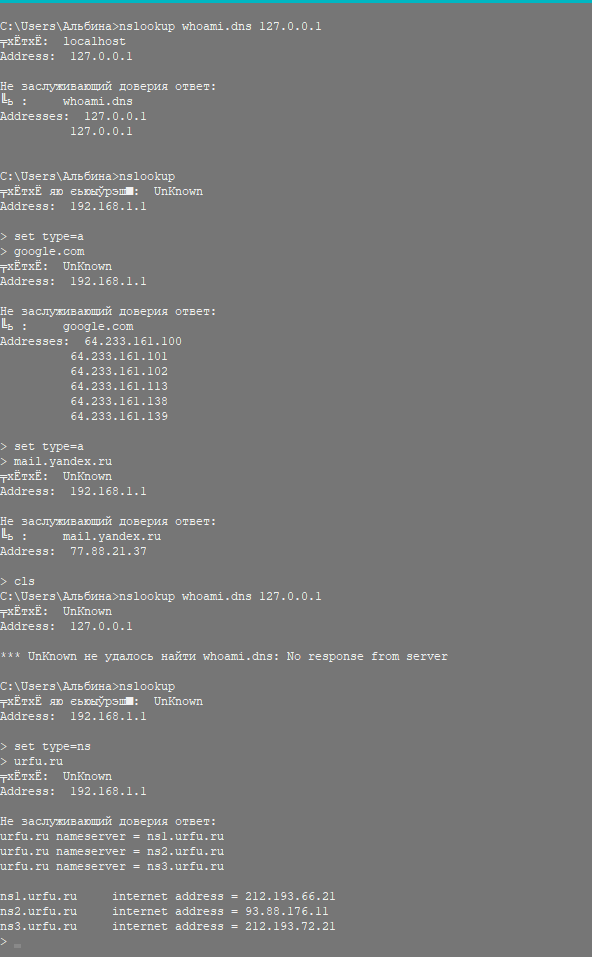 C:\Users\Альбина>nslookup whoami.dns 127.0.0.1
╤хЁтхЁ:  localhost
Address:  127.0.0.1
Не заслуживающий доверия ответ:
╚ь :     whoami.dns
Addresses:  127.0.0.1
127.0.0.1
C:\Users\Альбина>nslookup
╤хЁтхЁ яю єьюыўрэш■:  UnKnown
Address:  192.168.1.1
> set type=a
> google.com
╤хЁтхЁ:  UnKnown
Address:  192.168.1.1
Не заслуживающий доверия ответ:
╚ь :     google.com
Addresses:  64.233.161.100
64.233.161.101
64.233.161.102
64.233.161.113
64.233.161.138
64.233.161.139
> set type=a
> mail.yandex.ru
╤хЁтхЁ:  UnKnown
Address:  192.168.1.1
Не заслуживающий доверия ответ:
╚ь :     mail.yandex.ru
Address:  77.88.21.37
> cls
C:\Users\Альбина>nslookup whoami.dns 127.0.0.1
╤хЁтхЁ:  UnKnown
Address:  127.0.0.1
*** UnKnown не удалось найти whoami.dns: No response from server
C:\Users\Альбина>nslookup
╤хЁтхЁ яю єьюыўрэш■:  UnKnown
Address:  192.168.1.1
> set type=ns
> urfu.ru
╤хЁтхЁ:  UnKnown
Address:  192.168.1.1
Не заслуживающий доверия ответ:
urfu.ru nameserver = ns1.urfu.ru
urfu.ru nameserver = ns2.urfu.ru
urfu.ru nameserver = ns3.urfu.ru
ns1.urfu.ru     internet address = 212.193.66.21
ns2.urfu.ru     internet address = 93.88.176.11
ns3.urfu.ru     internet address = 212.193.72.21
> _